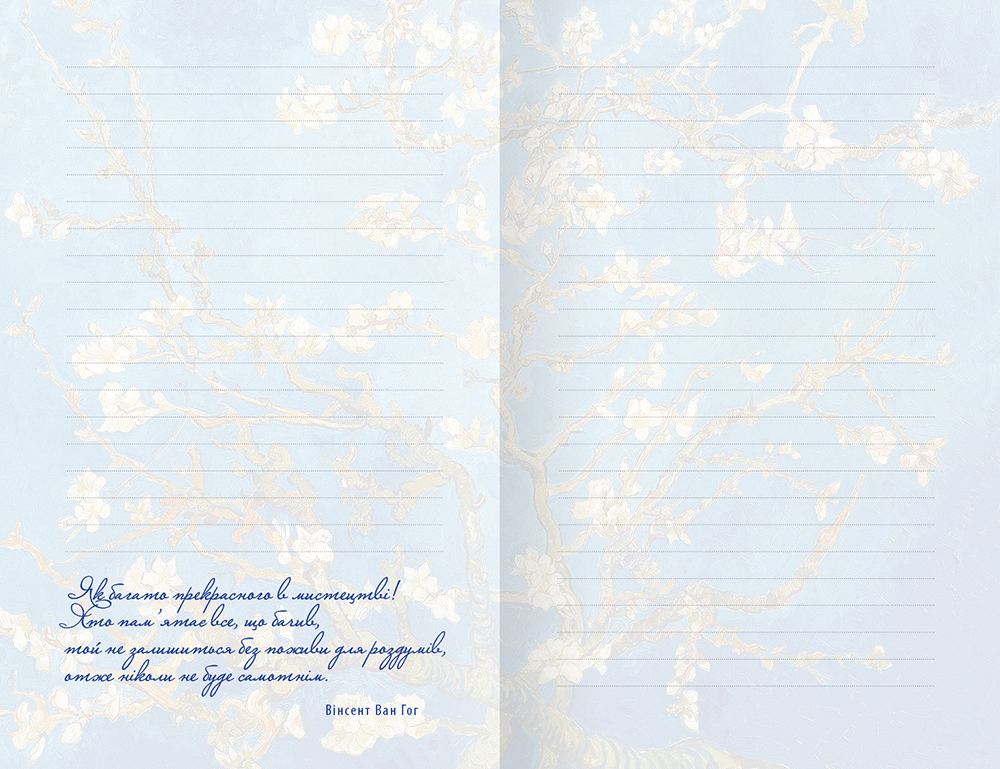 Як багато прекрасного в мистецтві!
Хто пам'ятає все, що бачив,
той не залишиться без поживи для роздумів,
отже ніколи не буде самотнім.
Вінсент Ван Гог